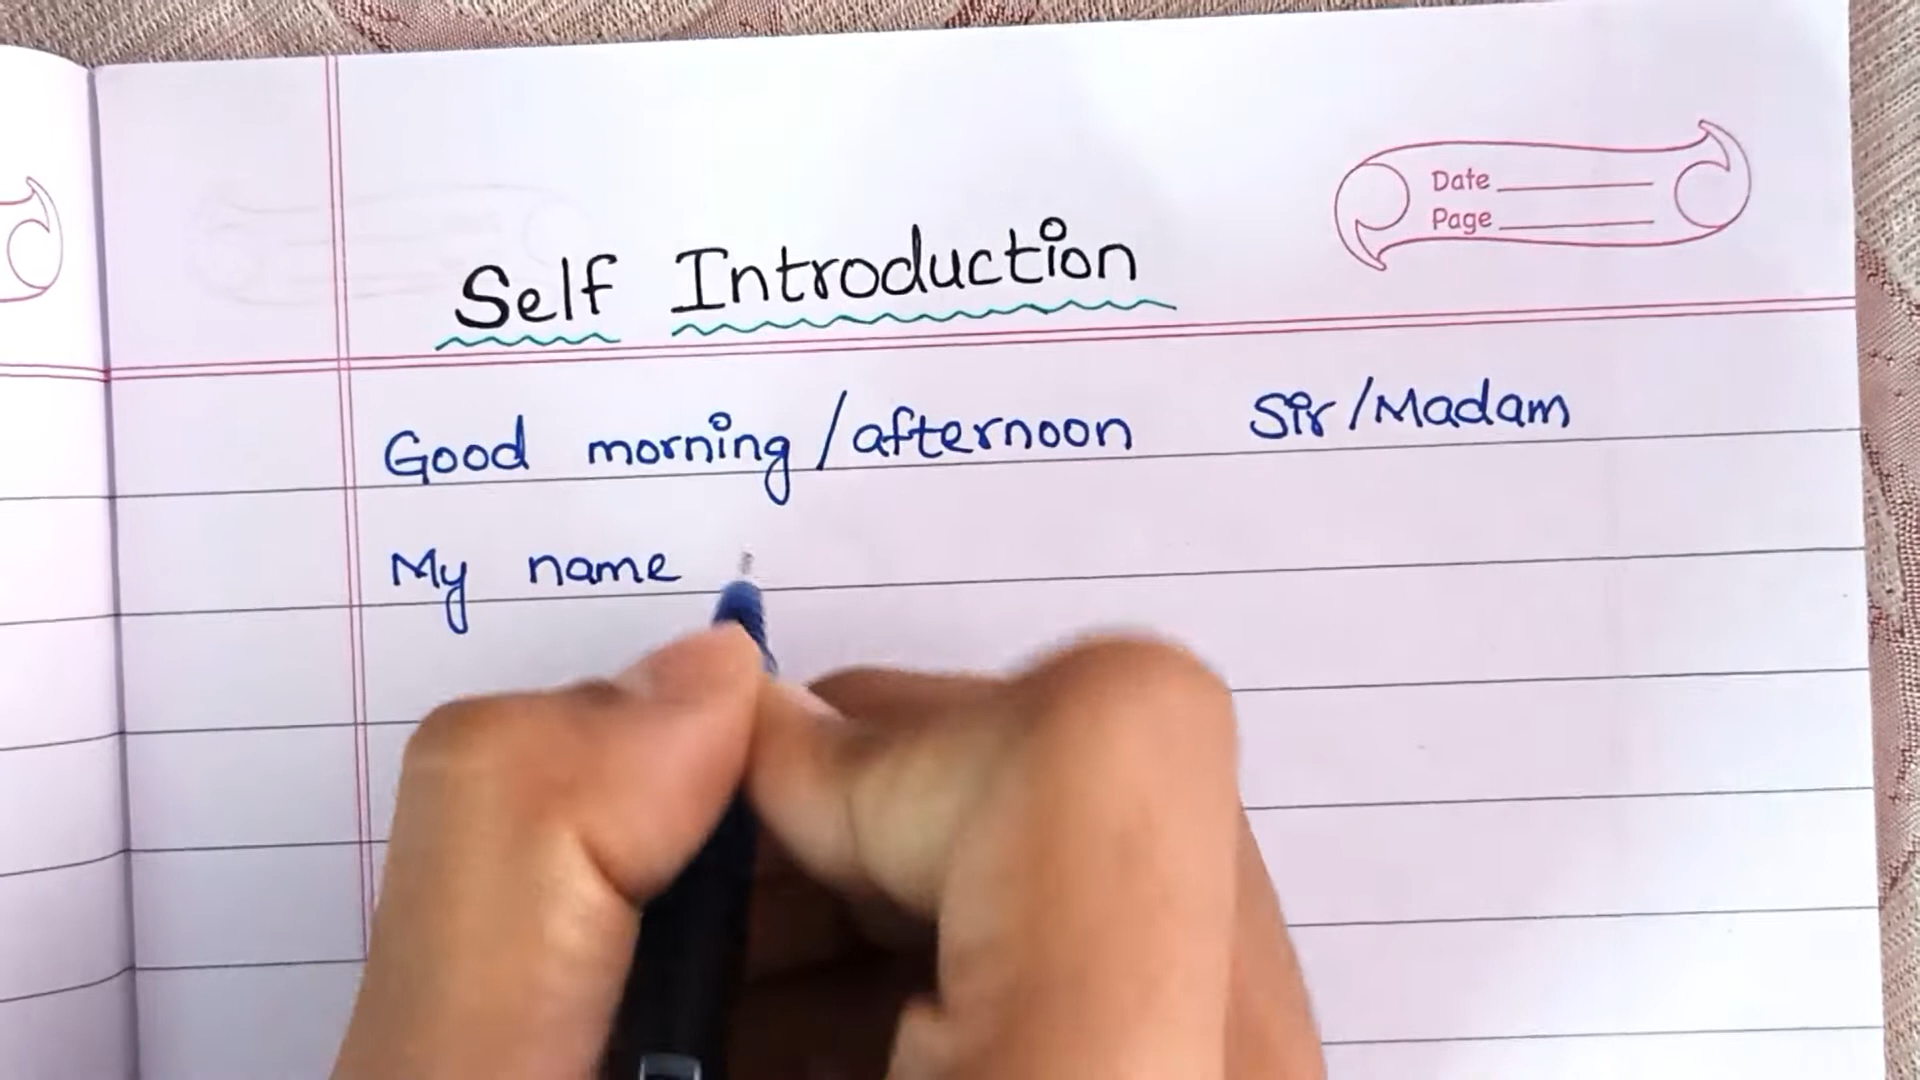 Date
Page
Self Introduction
Good morning/afternoon Sir/Madam
My name